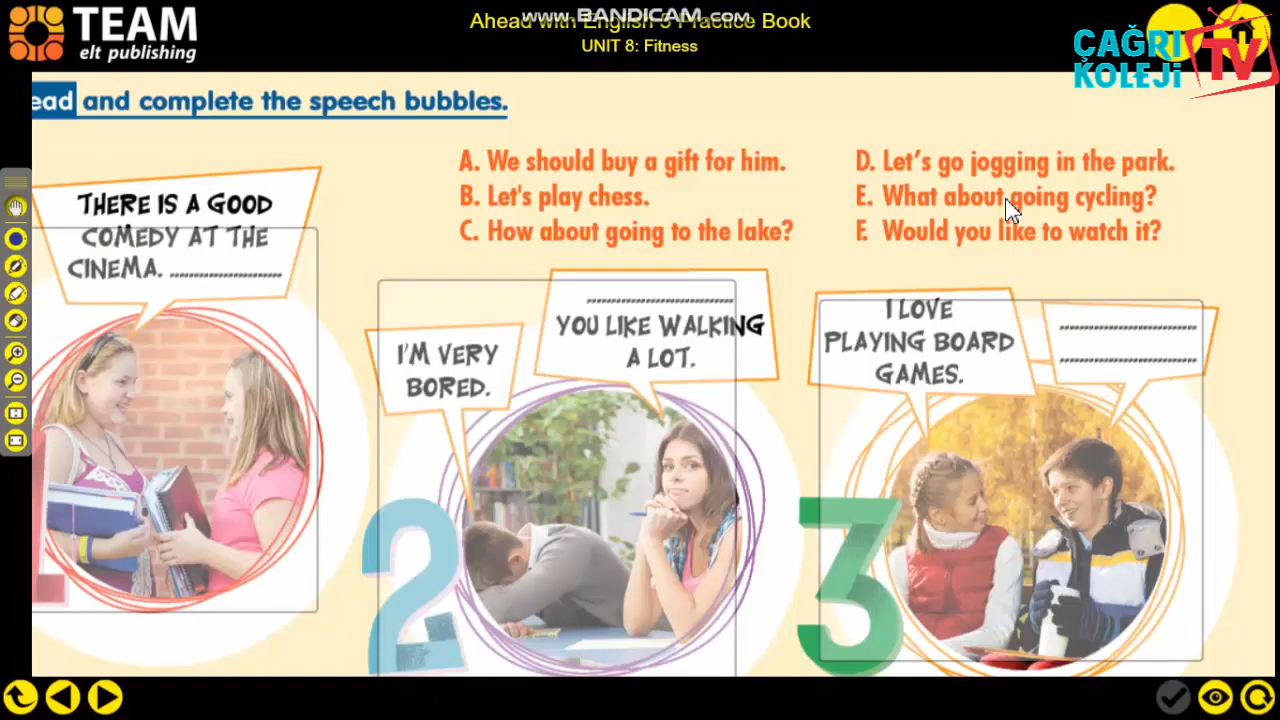 TEAM
elt publishing
www.BANDICAM.com
Ahead with English 5 Practice Book
UNIT 8: Fitness
ÇAĞRI
KOLEJİ
TV
ead and complete the speech bubbles.
A. We should buy a gift for him.
B. Let's play chess.
C. How about going to the lake?
D. Let's go jogging in the park.
E. What about going cycling?
F. Would you like to watch it?
THERE IS A GOOD
COMEDY AT THE
CINEMA. ........................
I'M VERY
BORED.
................................
YOU LIKE WALKING
A LOT.
I LOVE
PLAYING BOARD
GAMES.
..............................
..............................
2
3